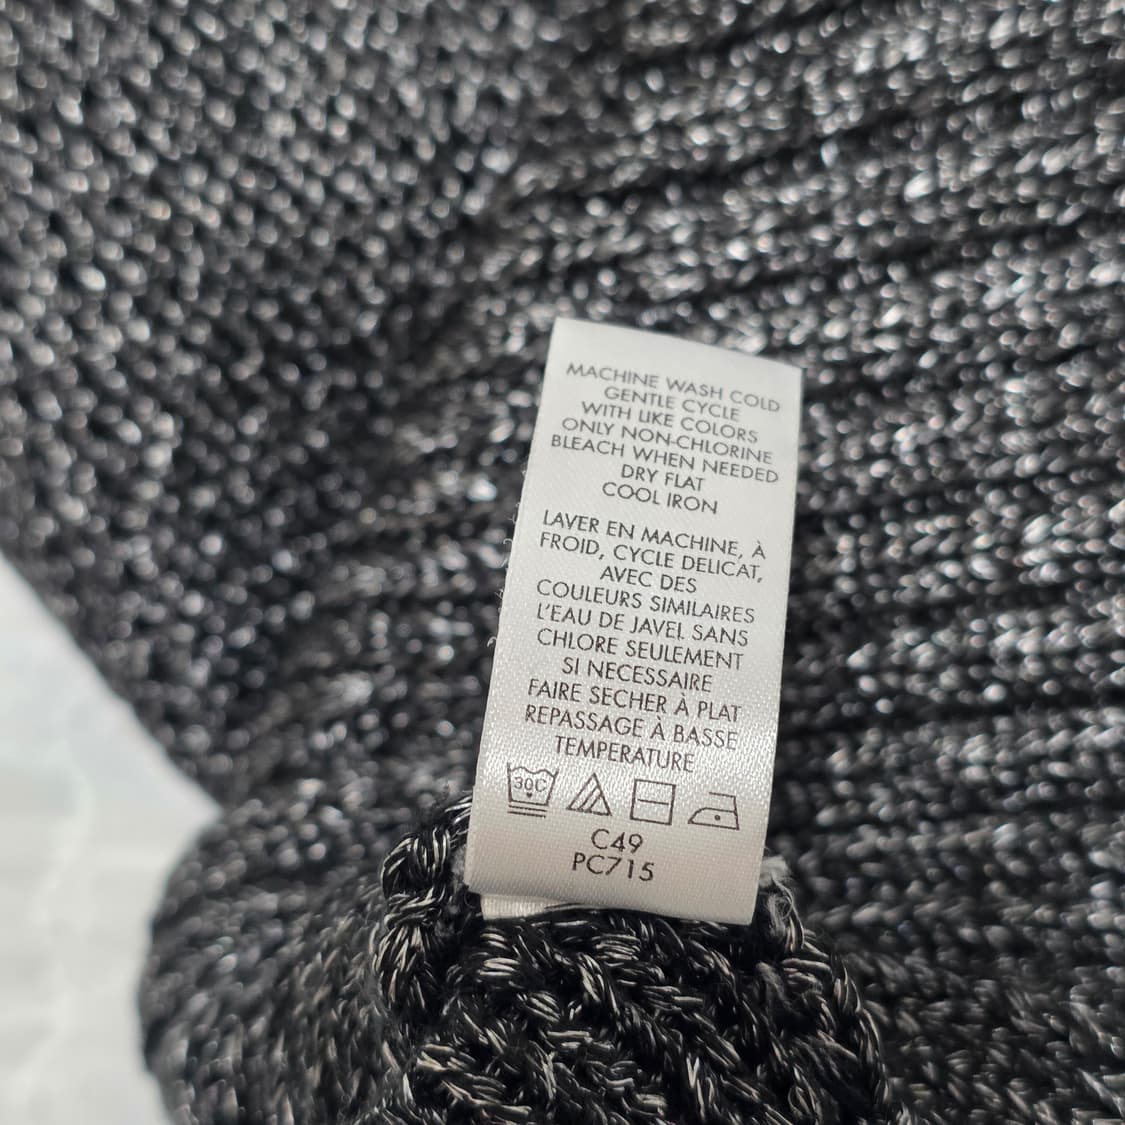 MACHINE WASH COLD
GENTLE CYCLE
WITH LIKE COLORS
ONLY NON-CHLORINE
BLEACH WHEN NEEDED
DRY FLAT
COOL IRON
LAVER EN MACHINE, À
FROID, CYCLE DELICAT,
AVEC DES
COULEURS SIMILAIRES
L'EAU DE JAVEL SANS
CHLORE SEULEMENT
SI NECESSAIRE
FAIRE SECHER À PLAT
REPASSAGE À BASSE
TEMPERATURE
30C
C49
PC715